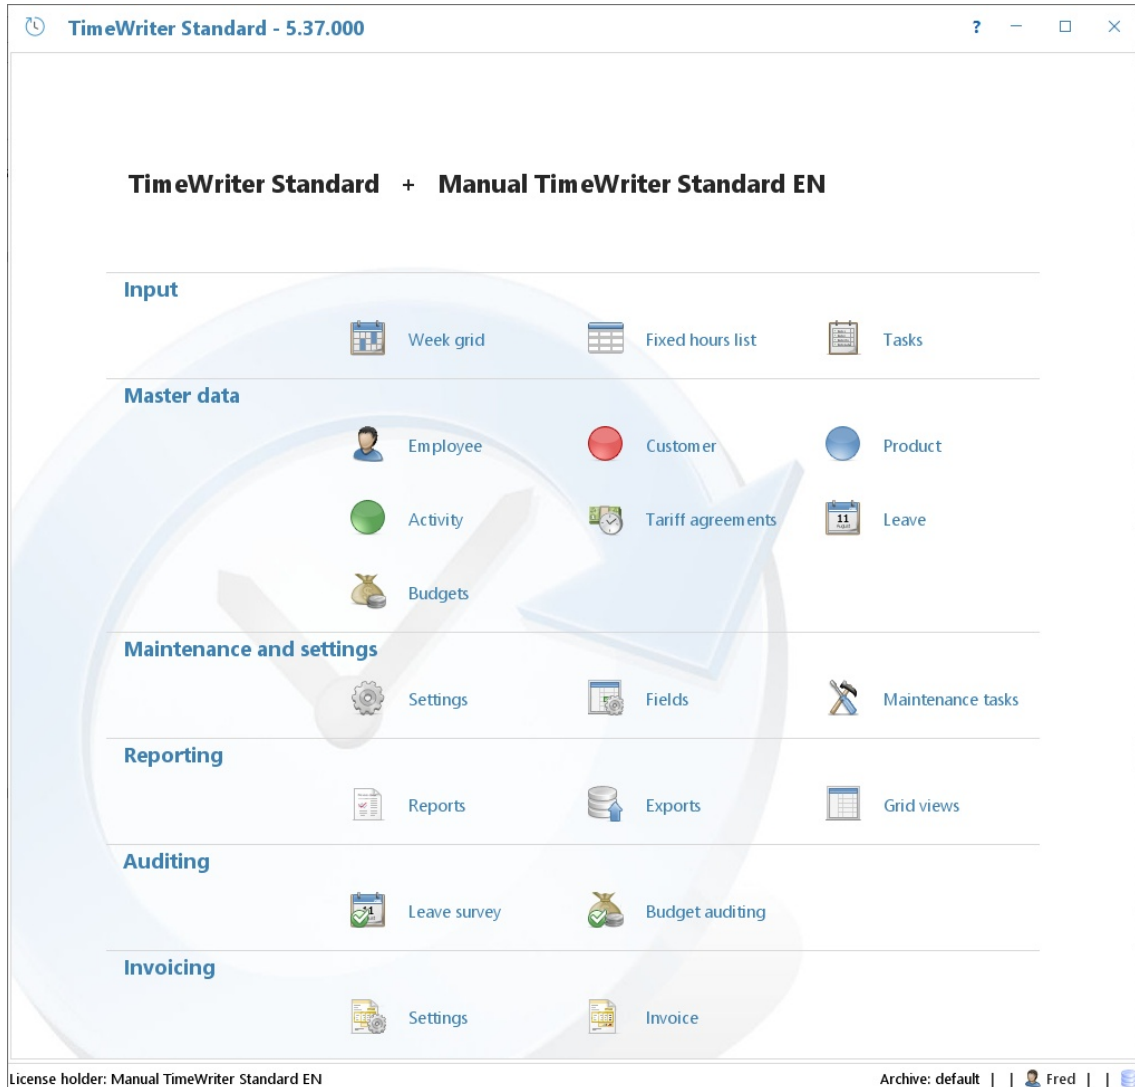 TimeWriter Standard - 5.37.000 ?
TimeWriter Standard + Manual TimeWriter Standard EN
Input
Week grid Fixed hours list Tasks
Master data
Employee Customer Product
Activity Tariff agreements 11 August Leave
Budgets
Maintenance and settings
Settings Fields Maintenance tasks
Reporting
Reports Exports Grid views
Auditing
Leave survey Budget auditing
Invoicing
Settings Invoice
License holder: Manual TimeWriter Standard EN Archive: default | | Fred | |